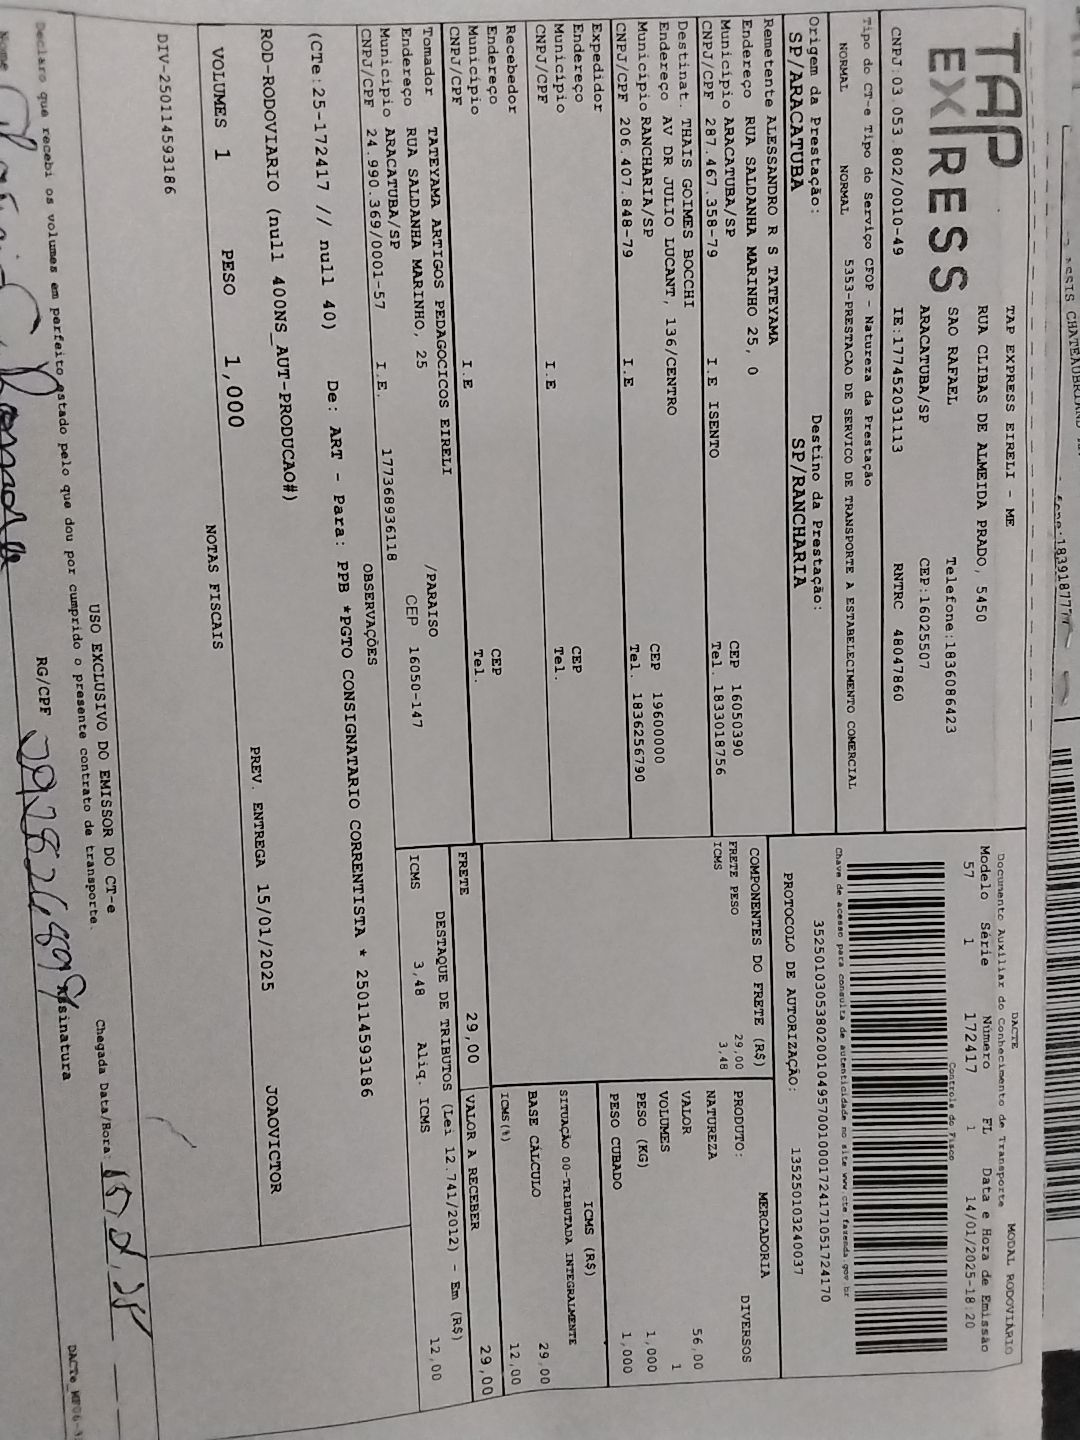 ASSIS CHATEAUBRIAND
TAP
EXPRESS
TAP EXPRESS EIRELI - ME
RUA CLIBAS DE ALMEIDA PRADO, 5450
SAO RAFAEL Telefone:1836086423
ARACATUBA/SP CEP:16025507
CNPJ:03.053.802/0010-49 IE:177452031113 RNTRC 48047860
DACTE MODAL RODOVIÁRIO
Documento Auxiliar do Conhecimento de Transporte
Modelo Série Número FL Data e Hora de Emissão
57 1 172417 1 14/01/2025-18:20
Controle do Fisco
Chave de acesso para consulta de autenticidade no site www.cte.fazenda.gov.br
35250103053802001049570010001724171051724170
PROTOCOLO DE AUTORIZAÇÃO: 135250103240037
Tipo do CT-e Tipo do Serviço CFOP - Natureza da Prestação
NORMAL NORMAL 5353-PRESTACAO DE SERVICO DE TRANSPORTE A ESTABELECIMENTO COMERCIAL
Origem da Prestação: Destino da Prestação:
SP/ARACATUBA SP/RANCHARIA
Remetente ALESSANDRO R S TATEYAMA
Endereço RUA SALDANHA MARINHO 25, 0 CEP 16050390
Município ARACATUBA/SP Tel. 1833018756
CNPJ/CPF 287.467.358-79 I.E ISENTO
Destinat. THAIS GOIMES BOCCHI
Endereço AV DR JULIO LUCANT, 136/CENTRO CEP 19600000
Município RANCHARIA/SP Tel. 1836256790
CNPJ/CPF 206.407.848-79 I.E
Expedidor
Endereço CEP
Município Tel.
CNPJ/CPF I.E
Recebedor
Endereço CEP
Município Tel.
CNPJ/CPF I.E
Tomador TATEYAMA ARTIGOS PEDAGOCICOS EIRELI
Endereço RUA SALDANHA MARINHO, 25 /PARAISO
Município ARACATUBA/SP CEP 16050-147
CNPJ/CPF 24.990.369/0001-57 I.E. 177368936118
COMPONENTES DO FRETE (R$)
FRETE PESO 29,00
ICMS 3,48
PRODUTO: MERCADORIA
NATUREZA DIVERSOS
VALOR 56,00
VOLUMES 1
PESO (KG) 1,000
PESO CUBADO 1,000
ICMS (R$)
SITUAÇÃO 00-TRIBUTADA INTEGRALMENTE
BASE CÁLCULO 29,00
ICMS(%) 12,00
FRETE 29,00 VALOR A RECEBER 29,00
DESTAQUE DE TRIBUTOS (Lei 12.741/2012) - Em (R$)
ICMS 3,48 Aliq. ICMS 12,00
OBSERVAÇÕES
(CTe:25-172417 // null 40) De: ART - Para: PPB *PGTO CONSIGNATARIO CORRENTISTA * 250114593186
ROD-RODOVIARIO (null 400NS_AUT-PRODUCAO#)
PREV. ENTREGA 15/01/2025 JOAOVICTOR
VOLUMES 1 PESO 1,000 NOTAS FISCAIS
DIV-250114593186
USO EXCLUSIVO DO EMISSOR DO CT-e
Declaro que recebi os volumes em perfeito estado pelo que dou por cumprido o presente contrato de transporte.
Chegada Data/Hora:
Nome RG/CPF Assinatura